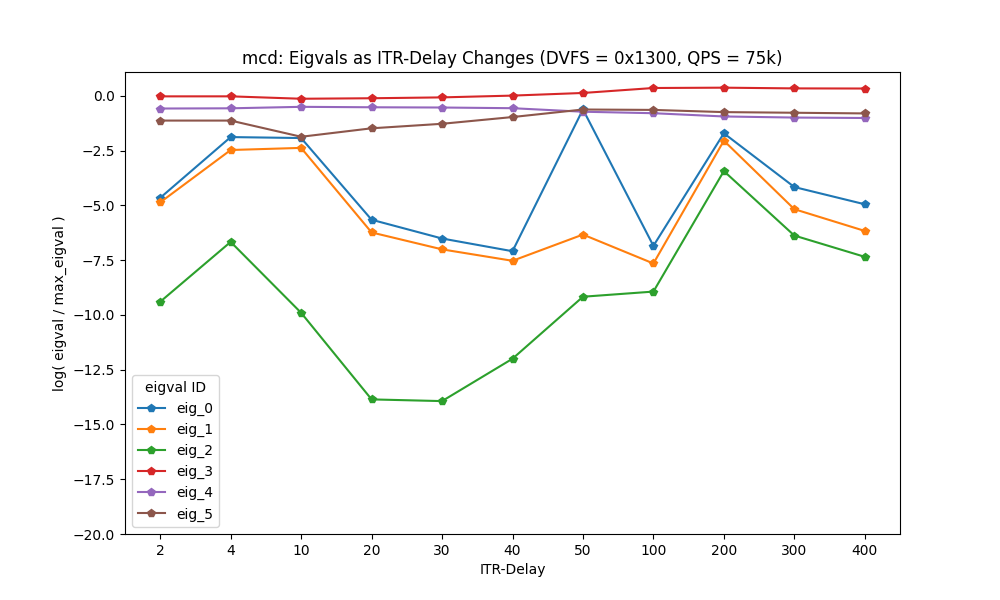 mcd: Eigvals as ITR-Delay Changes (DVFS = 0x1300, QPS = 75k)
log( eigval / max_eigval )
0.0
−2.5
−5.0
−7.5
−10.0
−12.5
−15.0
−17.5
−20.0
eigval ID
eig_0
eig_1
eig_2
eig_3
eig_4
eig_5
2 4 10 20 30 40 50 100 200 300 400
ITR-Delay